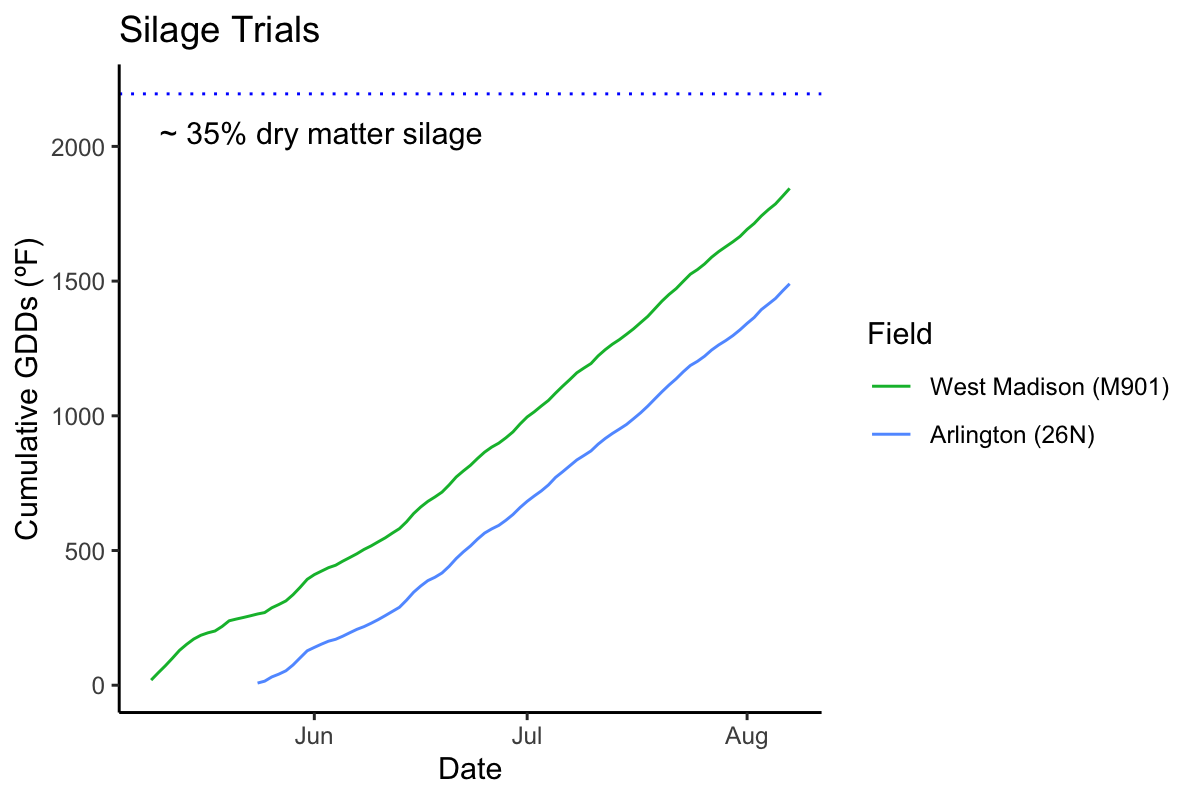 Silage Trials
~ 35% dry matter silage
Cumulative GDDs (ºF)
2000
1500
1000
500
0
Jun
Jul
Aug
Date
Field
West Madison (M901)
Arlington (26N)